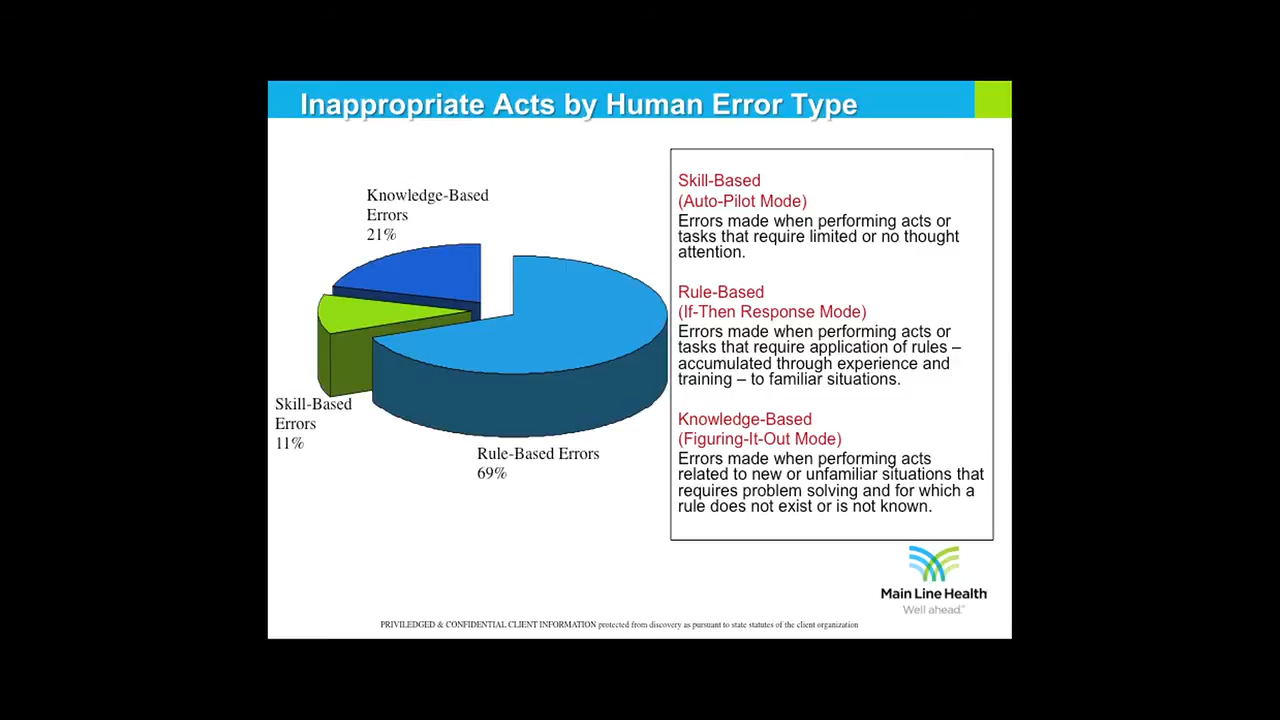 Inappropriate Acts by Human Error Type
Knowledge-Based
Errors
21%
Skill-Based
Errors
11%
Rule-Based Errors
69%
Skill-Based
(Auto-Pilot Mode)
Errors made when performing acts or
tasks that require limited or no thought
attention.
Rule-Based
(If-Then Response Mode)
Errors made when performing acts or
tasks that require application of rules –
accumulated through experience and
training – to familiar situations.
Knowledge-Based
(Figuring-It-Out Mode)
Errors made when performing acts
related to new or unfamiliar situations that
requires problem solving and for which a
rule does not exist or is not known.
Main Line Health
Well ahead.™
PRIVILEDGED & CONFIDENTIAL CLIENT INFORMATION protected from discovery as pursuant to state statutes of the client organization